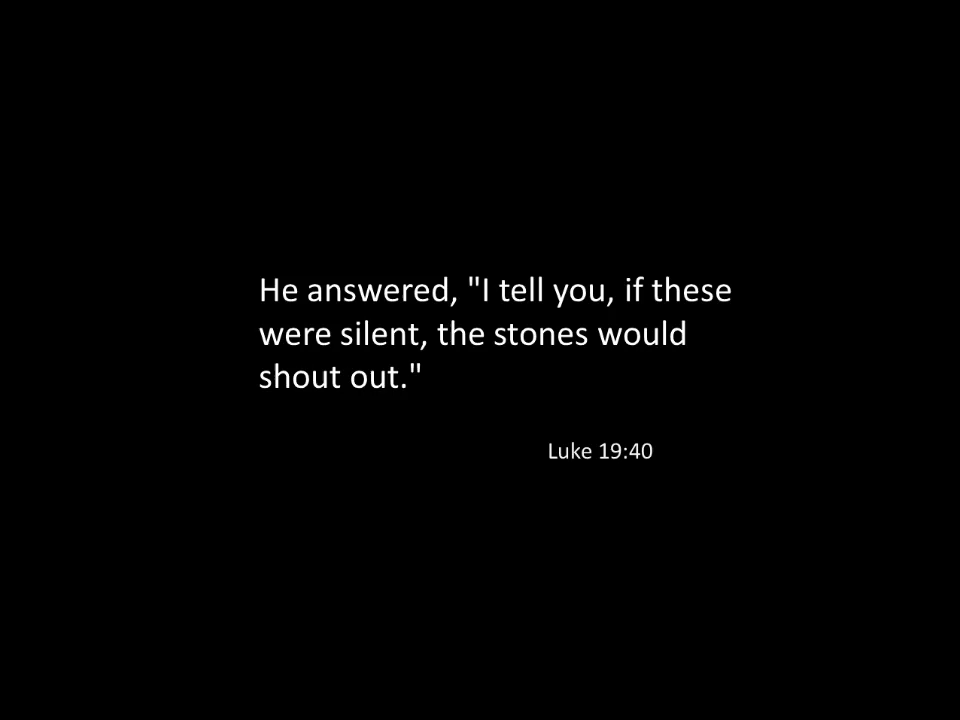 He answered, "I tell you, if these
were silent, the stones would
shout out."
Luke 19:40